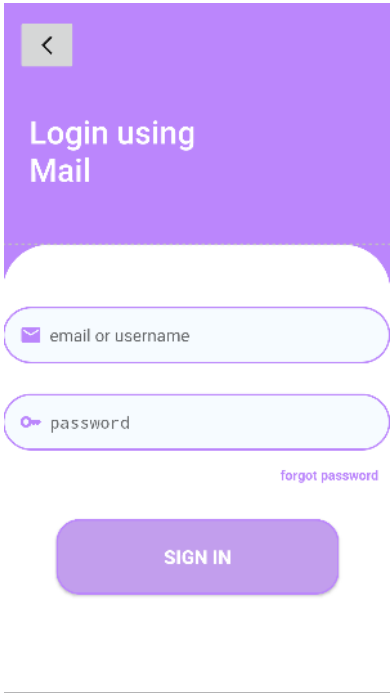 Login using
Mail
email or username
password
forgot password
SIGN IN